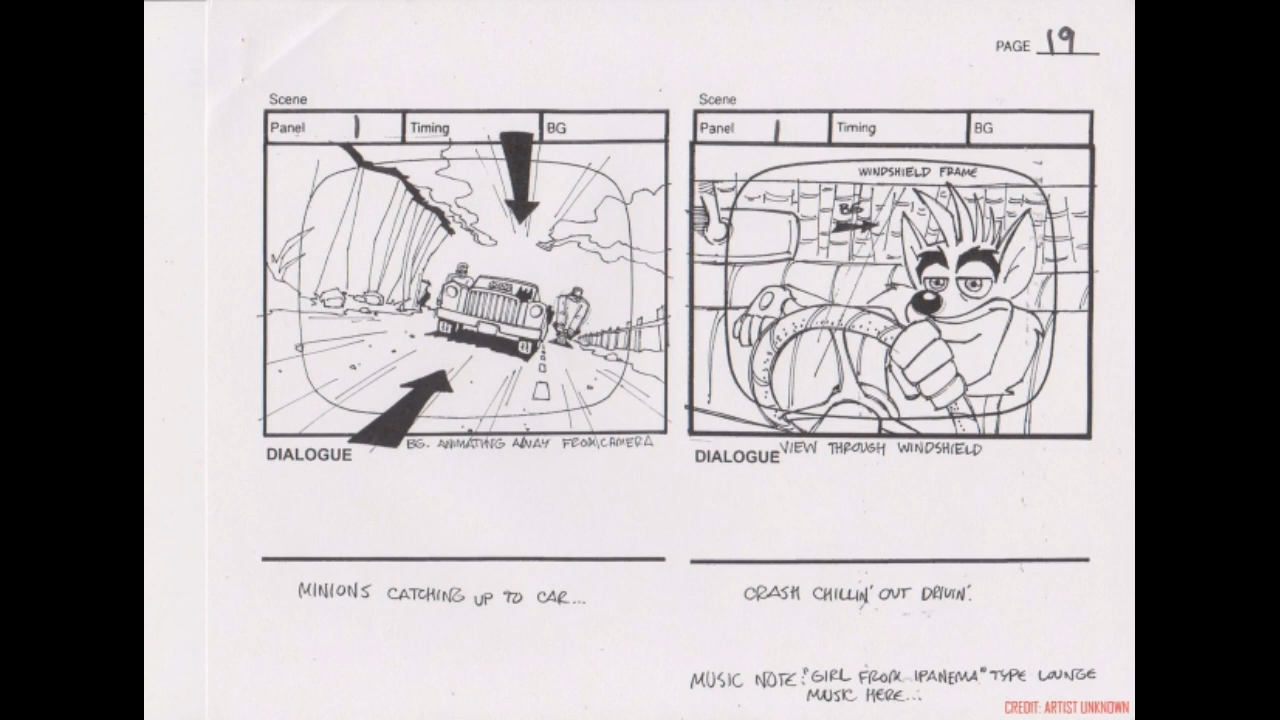 PAGE 19
Scene
Panel 1 Timing BG
BG. ANIMATING AWAY FROM CAMERA
DIALOGUE
MINIONS CATCHING UP TO CAR...
Scene
Panel 1 Timing BG
WINDSHIELD FRAME
BG
VIEW THROUGH WINDSHIELD
DIALOGUE
CRASH CHILLIN' OUT DRIVIN'.
MUSIC NOTE: "GIRL FROM IPANEMA" TYPE LOUNGE
MUSIC HERE...
CREDIT: ARTIST UNKNOWN